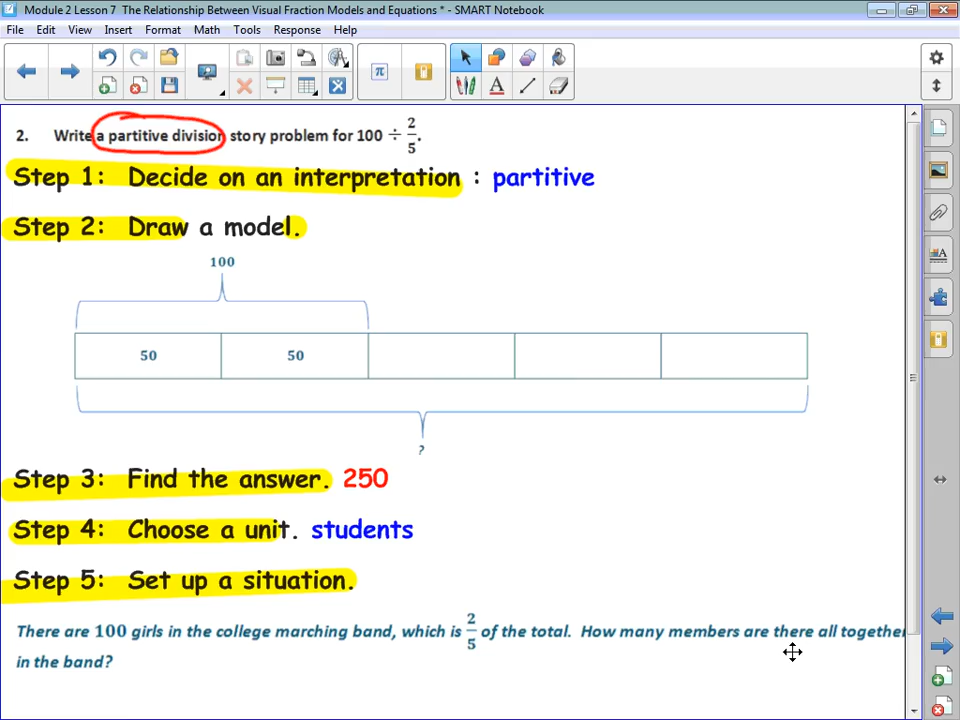 Module 2 Lesson 7 The Relationship Between Visual Fraction Models and Equations * - SMART Notebook
File Edit View Insert Format Math Tools Response Help
2. Write a partitive division story problem for 100 ÷ 2/5.
Step 1: Decide on an interpretation : partitive
Step 2: Draw a model.
100
50 50
?
Step 3: Find the answer. 250
Step 4: Choose a unit. students
Step 5: Set up a situation.
There are 100 girls in the college marching band, which is 2/5 of the total. How many members are there all together
in the band?